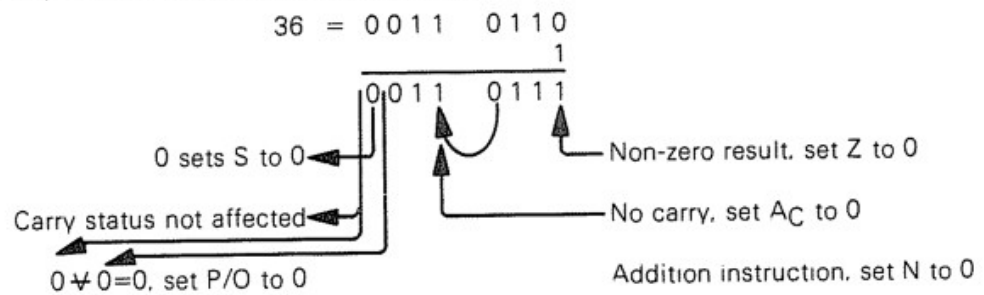 36 = 0011 0110
1
0011 0111
0 sets S to 0
Non-zero result. set Z to 0
Carry status not affected
No carry. set AC to 0
0 ⊻ 0=0. set P/O to 0
Addition instruction. set N to 0